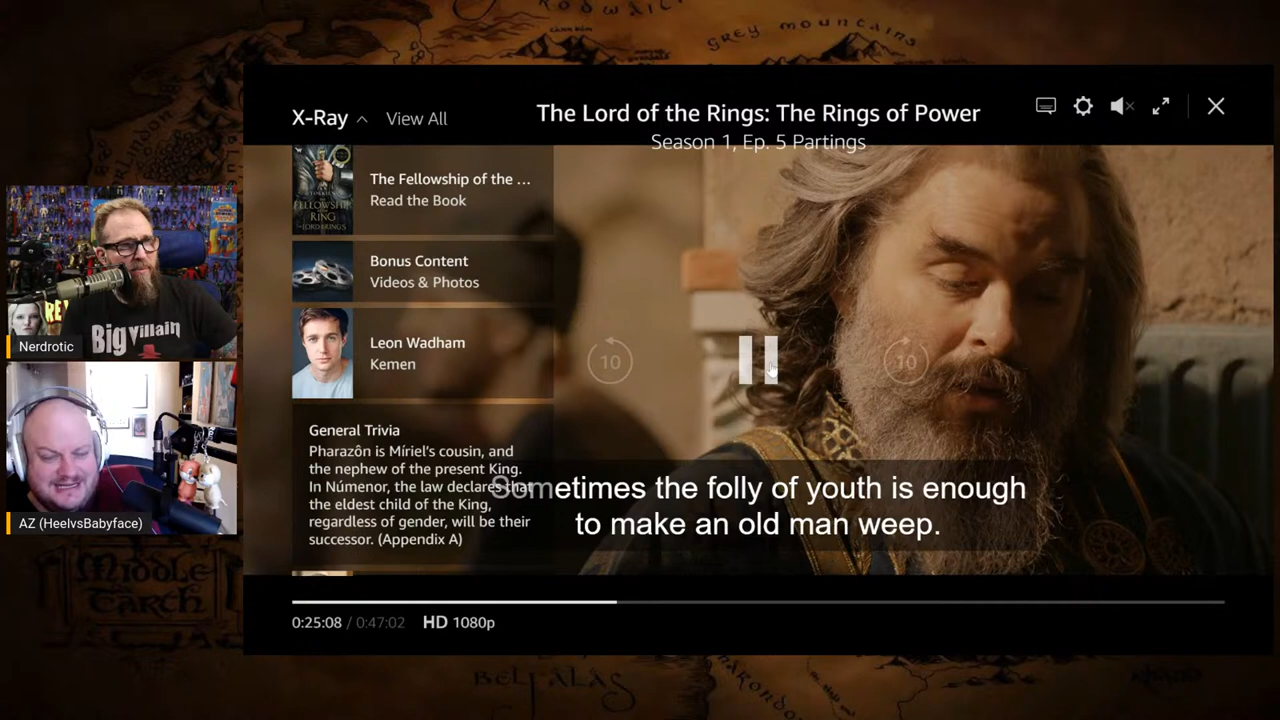 GREY MOUNTAINS
X-Ray View All
The Lord of the Rings: The Rings of Power
Season 1, Ep. 5 Partings
The Fellowship of the ...
Read the Book
FELLOWSHIP
RING
Bonus Content
Videos & Photos
Big Villain
Nerdrotic
Leon Wadham
Kemen
10
10
General Trivia
Pharazôn is Míriel's cousin, and
the nephew of the present King.
In Númenor, the law declares that
the eldest child of the King,
regardless of gender, will be their
successor. (Appendix A)
Sometimes the folly of youth is enough
to make an old man weep.
AZ (HeelvsBabyface)
MIDDLE
EARTH
0:25:08 / 0:47:02 HD 1080p
BELFALAS